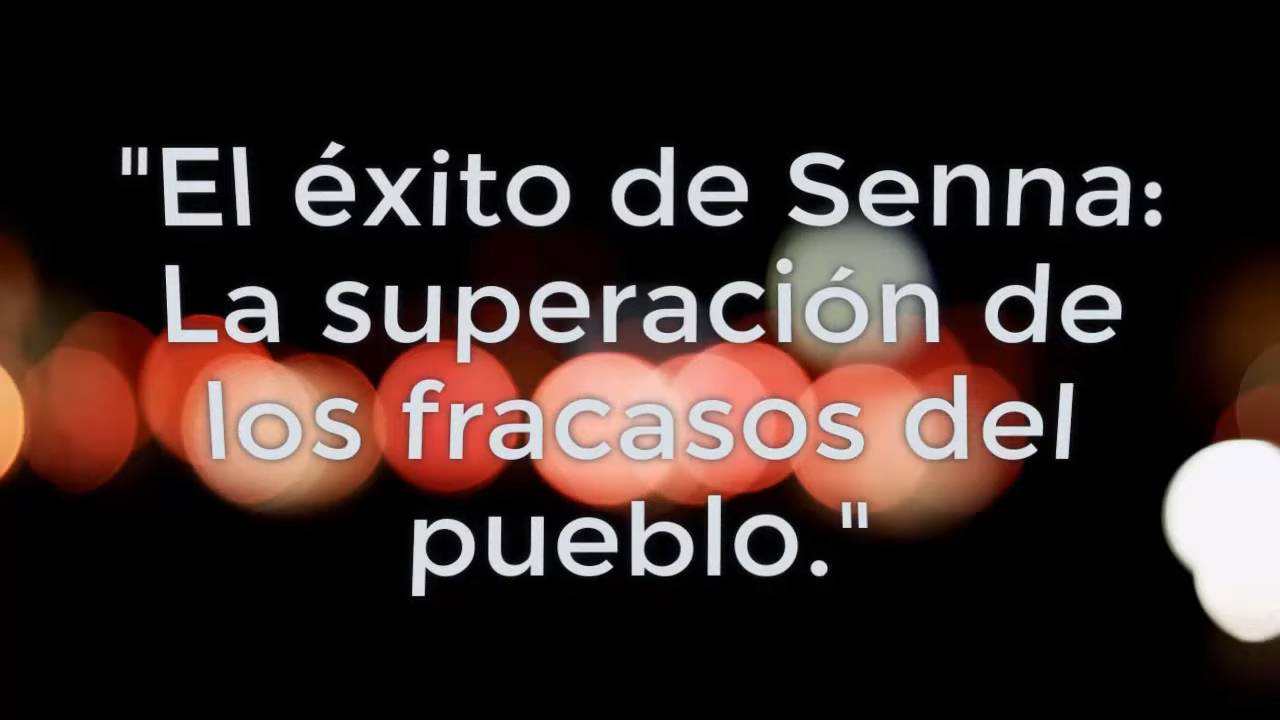 "El éxito de Senna:
La superación de
los fracasos del
pueblo."